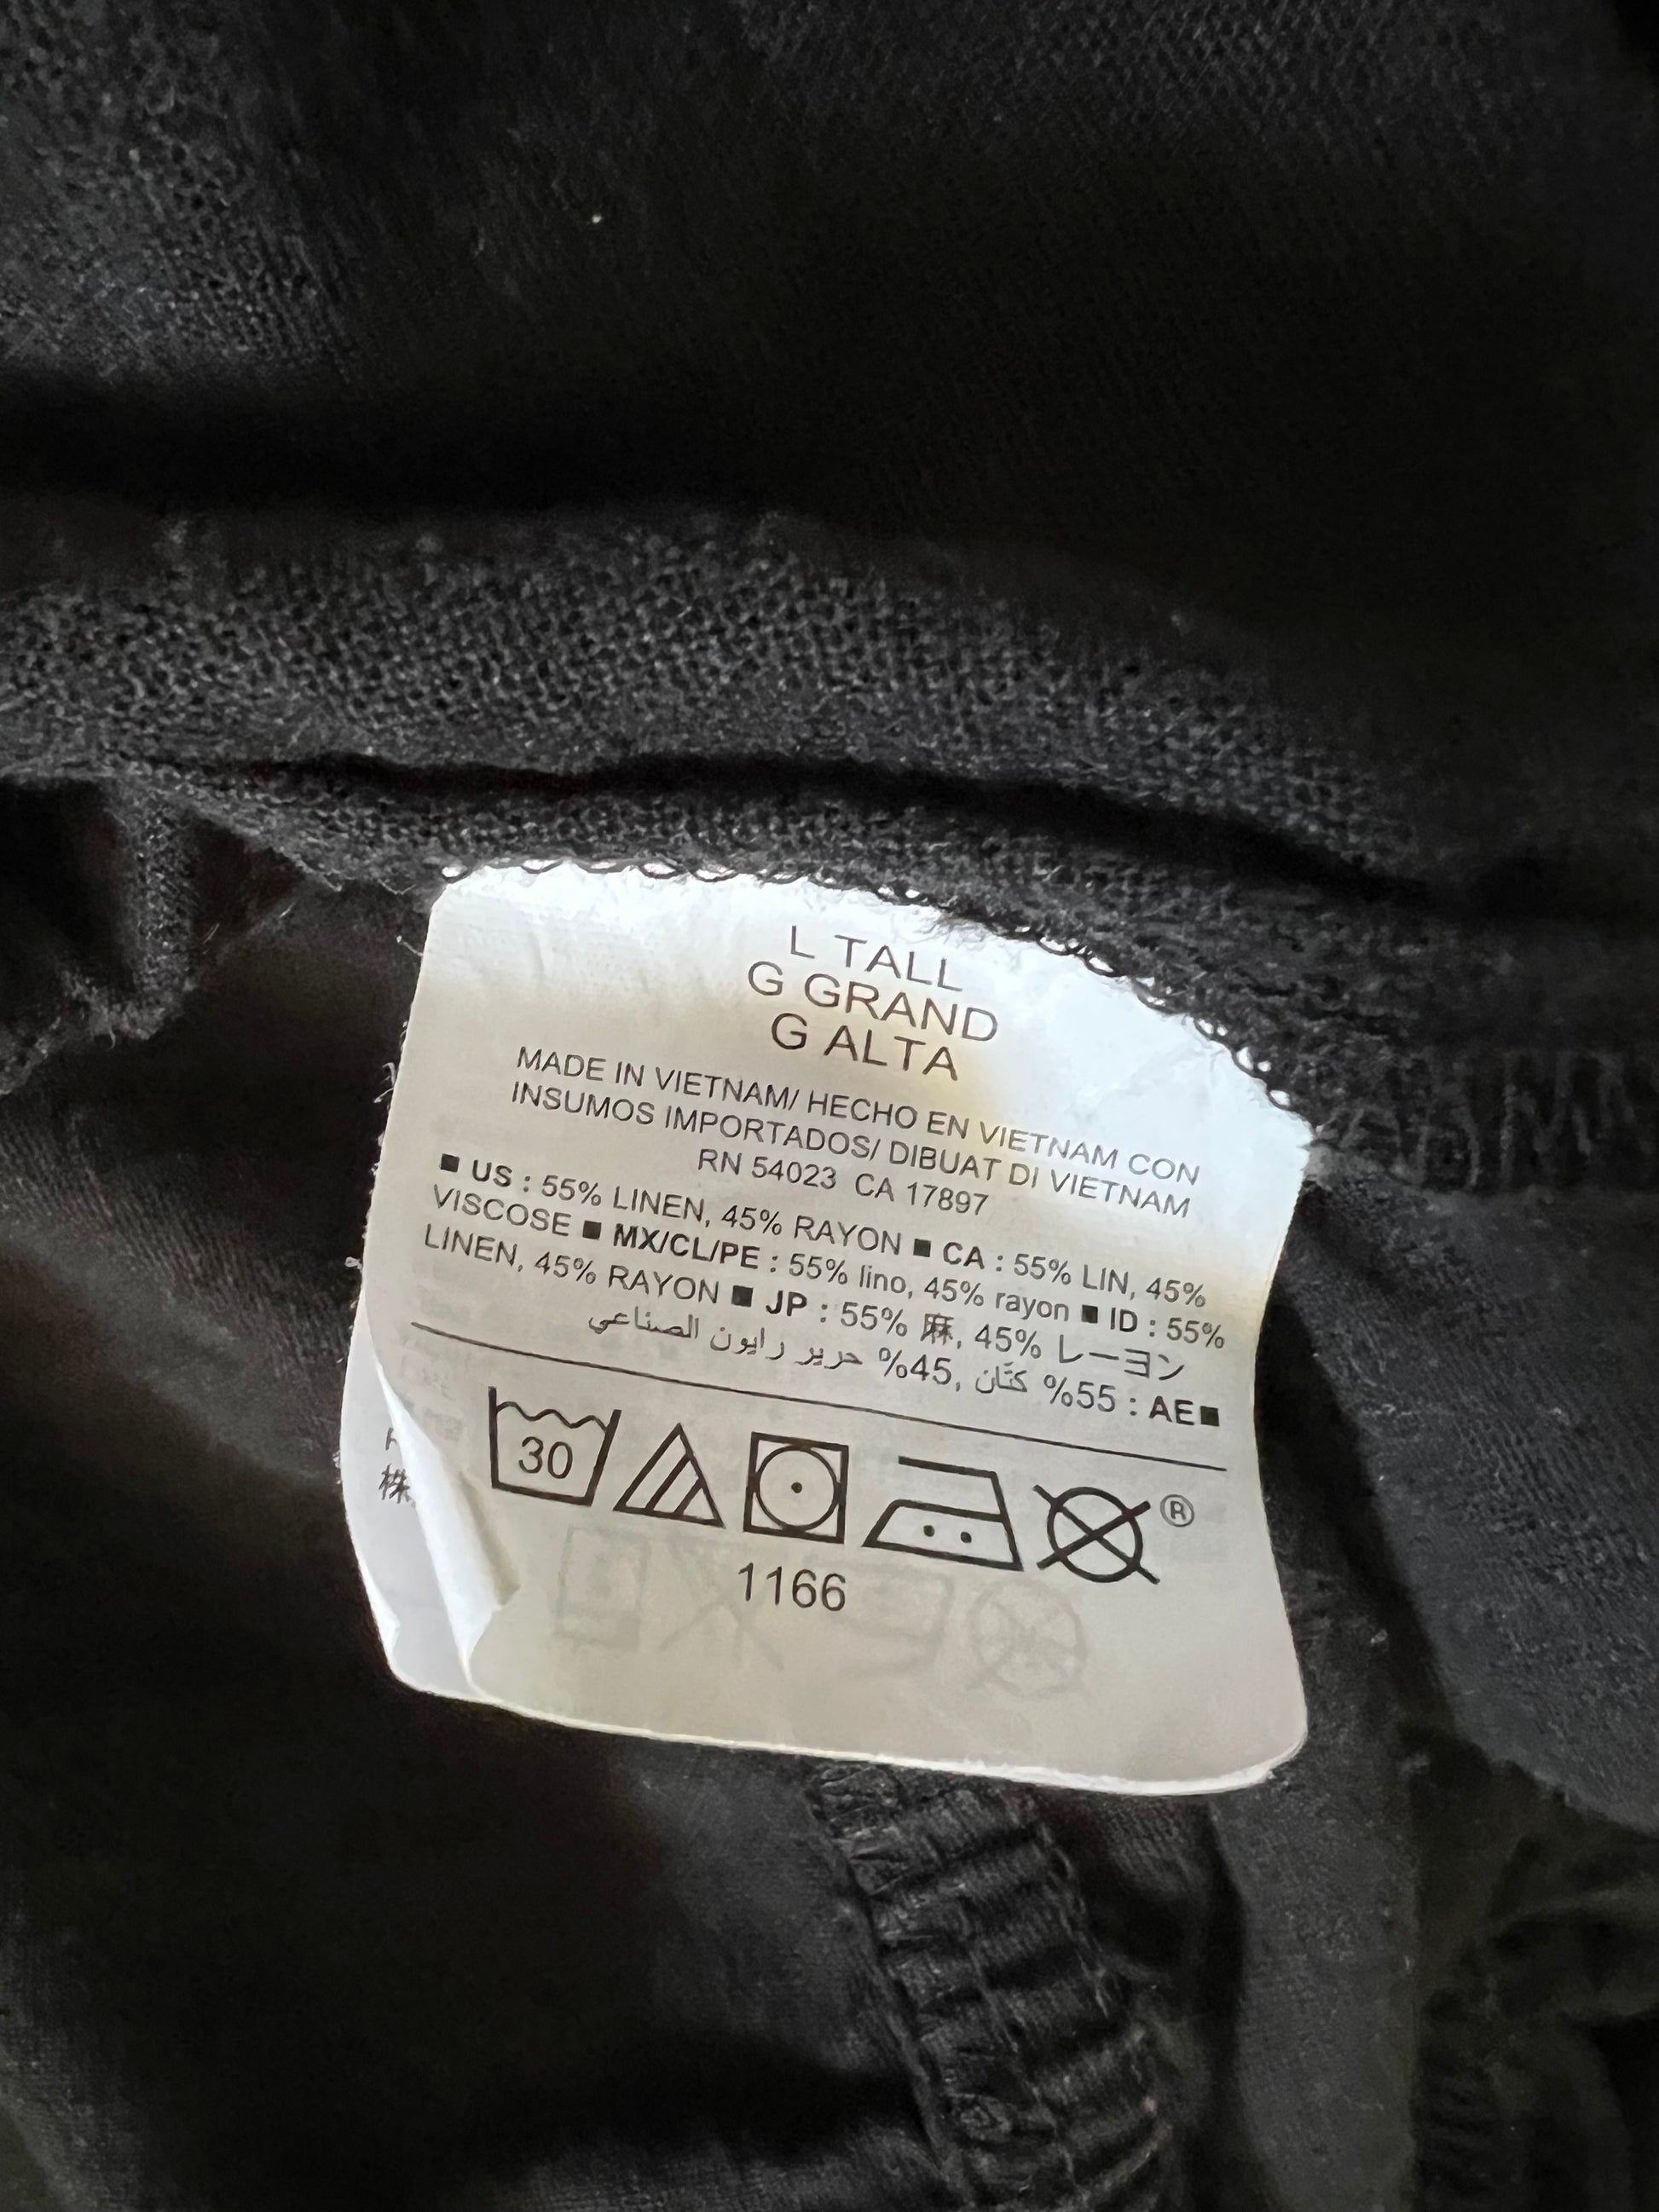 L TALL
G GRAND
G ALTA
MADE IN VIETNAM/ HECHO EN VIETNAM CON
INSUMOS IMPORTADOS/ DIBUAT DI VIETNAM
RN 54023 CA 17897
■ US : 55% LINEN, 45% RAYON ■ CA : 55% LIN, 45%
VISCOSE ■ MX/CL/PE : 55% lino, 45% rayon ■ ID : 55%
LINEN, 45% RAYON ■ JP : 55% 麻, 45% レーヨン
■AE : 55% كتّان, 45% حرير رايون الصناعي
30
®
1166
株